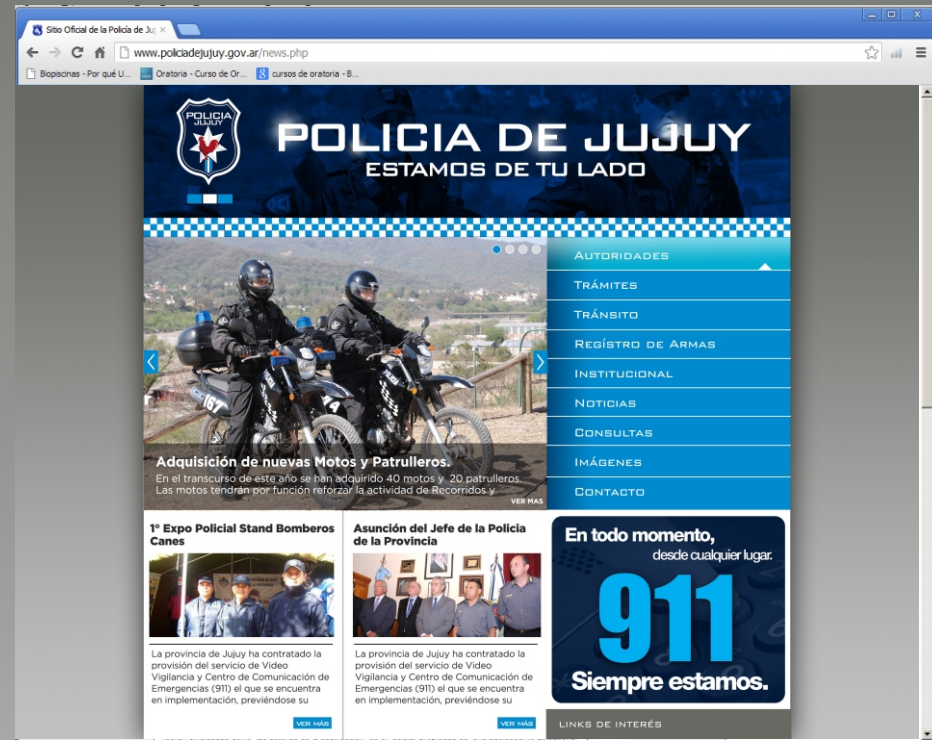 Sitio Oficial de la Policía de Juj
www.policiadejujuy.gov.ar/news.php
Biopiscinas - Por qué U...
Oratoria - Curso de Or...
cursos de oratoria - B...
POLICIA
JUJUY
POLICIA DE JUJUY
ESTAMOS DE TU LADO
AUTORIDADES
TRÁMITES
TRÁNSITO
REGÍSTRO DE ARMAS
INSTITUCIONAL
NOTICIAS
CONSULTAS
IMÁGENES
CONTACTO
167
Adquisición de nuevas Motos y Patrulleros.
En el transcurso de este año se han adquirido 40 motos y 20 patrulleros.
Las motos tendrán por función reforzar la actividad de Recorridos y
VER MAS
1° Expo Policial Stand Bomberos
Canes
La provincia de Jujuy ha contratado la
provisión del servicio de Video
Vigilancia y Centro de Comunicación de
Emergencias (911) el que se encuentra
en implementación, previéndose su
VER MÁS
Asunción del Jefe de la Policia
de la Provincia
La provincia de Jujuy ha contratado la
provisión del servicio de Video
Vigilancia y Centro de Comunicación de
Emergencias (911) el que se encuentra
en implementación, previéndose su
VER MÁS
En todo momento,
desde cualquier lugar.
911
Siempre estamos.
LINKS DE INTERÉS